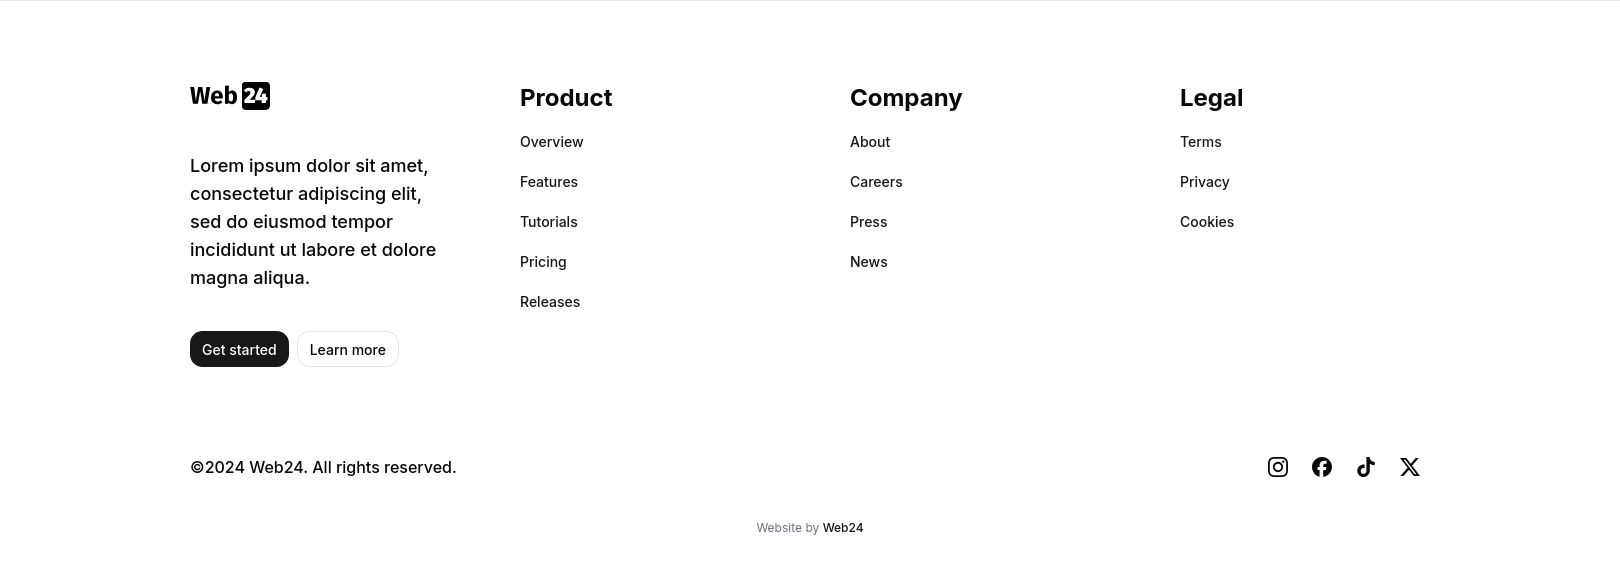 Web 24
Lorem ipsum dolor sit amet,
consectetur adipiscing elit,
sed do eiusmod tempor
incididunt ut labore et dolore
magna aliqua.
Get started
Learn more
Product
Overview
Features
Tutorials
Pricing
Releases
Company
About
Careers
Press
News
Legal
Terms
Privacy
Cookies
©2024 Web24. All rights reserved.
Website by Web24